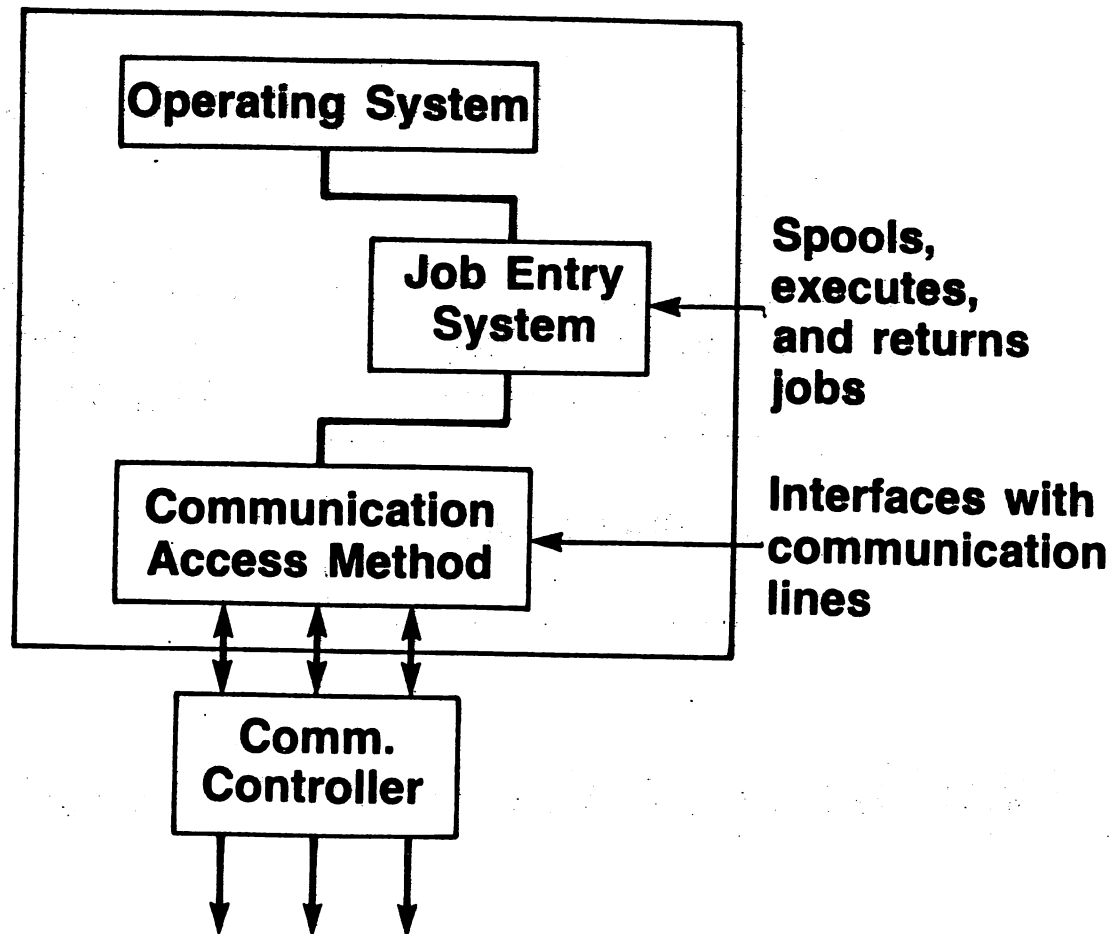 Operating System
Job Entry
System
Spools,
executes,
and returns
jobs
Communication
Access Method
Interfaces with
communication
lines
Comm.
Controller